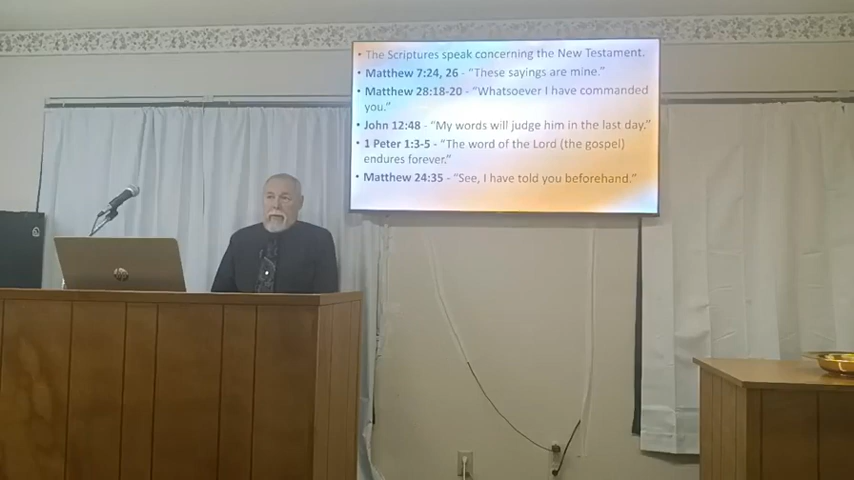 • The Scriptures speak concerning the New Testament.
• Matthew 7:24, 26 - “These sayings are mine.”
• Matthew 28:18-20 - “Whatsoever I have commanded
you.”
• John 12:48 - “My words will judge him in the last day.”
• 1 Peter 1:3-5 - “The word of the Lord (the gospel)
endures forever.”
• Matthew 24:35 - “See, I have told you beforehand.”
hp